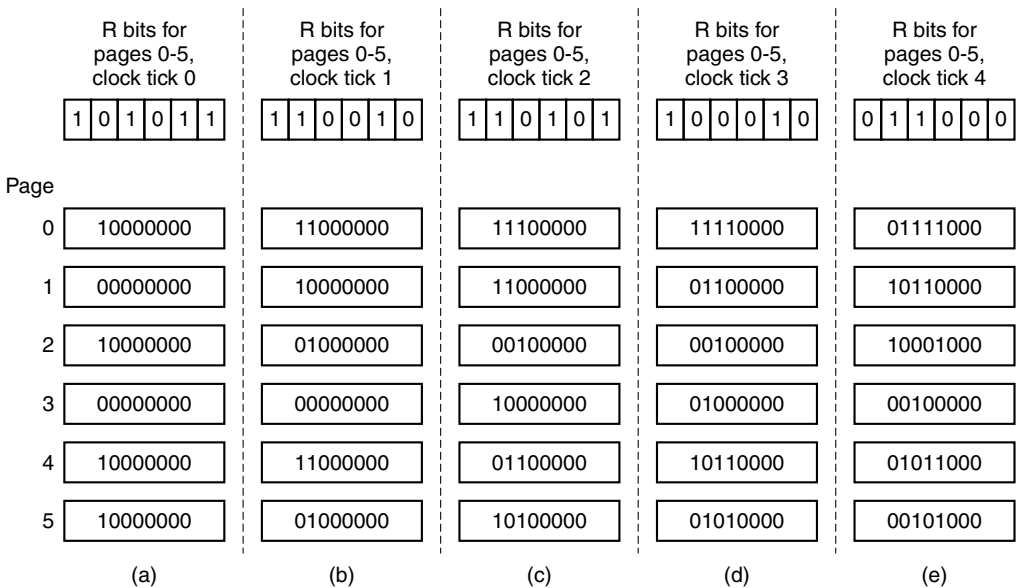 R bits for pages 0-5, clock tick 0
R bits for pages 0-5, clock tick 1
R bits for pages 0-5, clock tick 2
R bits for pages 0-5, clock tick 3
R bits for pages 0-5, clock tick 4
1 0 1 0 1 1
1 1 0 0 1 0
1 1 0 1 0 1
1 0 0 0 1 0
0 1 1 0 0 0
Page
0 10000000 11000000 11100000 11110000 01111000
1 00000000 10000000 11000000 01100000 10110000
2 10000000 01000000 00100000 00100000 10001000
3 00000000 00000000 10000000 01000000 00100000
4 10000000 11000000 01100000 10110000 01011000
5 10000000 01000000 10100000 01010000 00101000
(a) (b) (c) (d) (e)